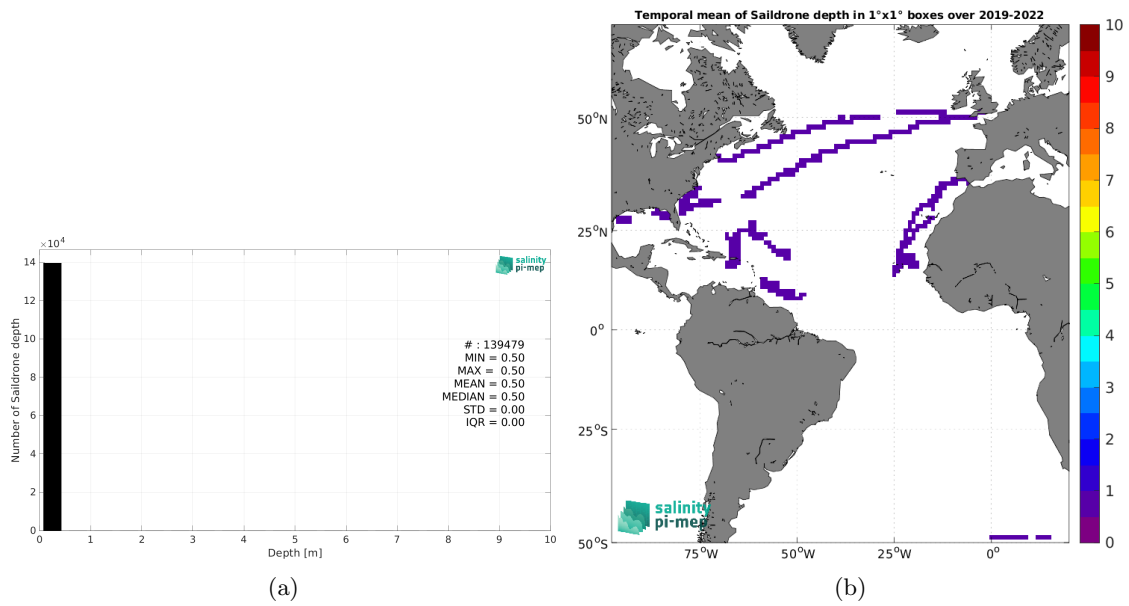 ×10⁴
14
12
10
8
6
4
2
0
Number of Saildrone depth
salinity
pi-mep
# : 139479
MIN = 0.50
MAX = 0.50
MEAN = 0.50
MEDIAN = 0.50
STD = 0.00
IQR = 0.00
0 1 2 3 4 5 6 7 8 9 10
Depth [m]
(a)
Temporal mean of Saildrone depth in 1°x1° boxes over 2019-2022
50°N
25°N
0°
25°S
50°S
75°W 50°W 25°W 0°
salinity
pi-mep
10
9
8
7
6
5
4
3
2
1
0
(b)